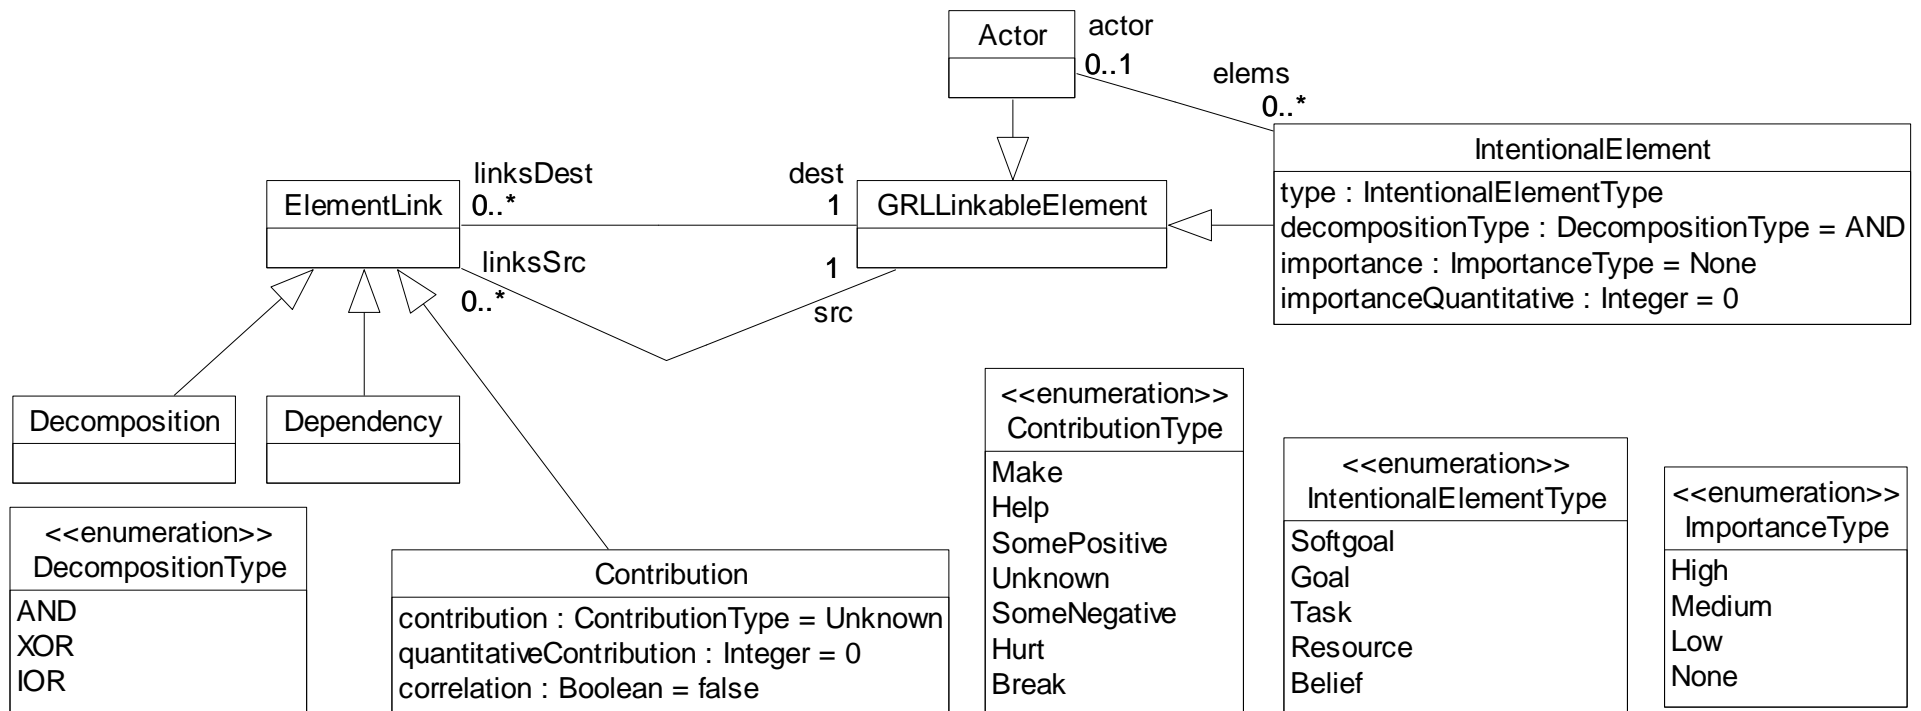 Actor
actor
0..1
elems
0..*
IntentionalElement
type : IntentionalElementType
decompositionType : DecompositionType = AND
importance : ImportanceType = None
importanceQuantitative : Integer = 0
linksDest
0..*
dest
1
ElementLink
GRLLinkableElement
linksSrc
0..*
1
src
Decomposition
Dependency
<<enumeration>>
DecompositionType
AND
XOR
IOR
Contribution
contribution : ContributionType = Unknown
quantitativeContribution : Integer = 0
correlation : Boolean = false
<<enumeration>>
ContributionType
Make
Help
SomePositive
Unknown
SomeNegative
Hurt
Break
<<enumeration>>
IntentionalElementType
Softgoal
Goal
Task
Resource
Belief
<<enumeration>>
ImportanceType
High
Medium
Low
None